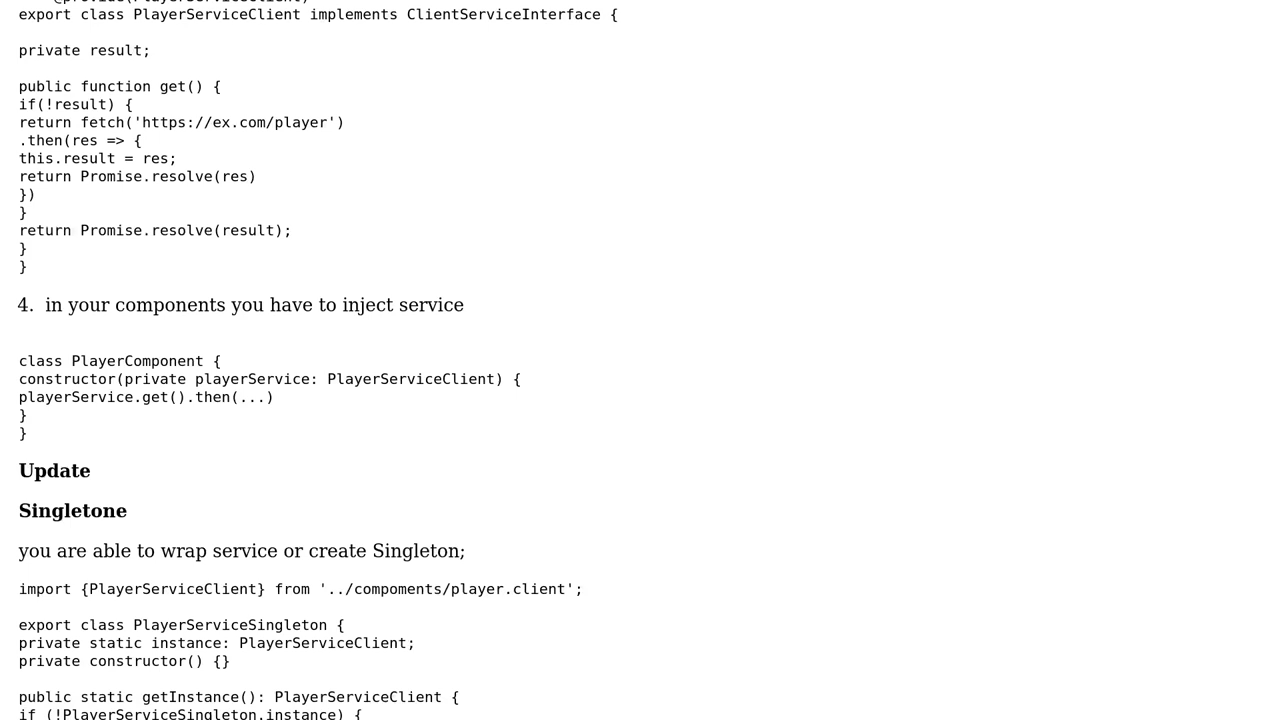 export class PlayerServiceClient implements ClientServiceInterface {
private result;
public function get() {
if(!result) {
return fetch('https://ex.com/player')
.then(res => {
this.result = res;
return Promise.resolve(res)
})
}
return Promise.resolve(result);
}
}
4. in your components you have to inject service
class PlayerComponent {
constructor(private playerService: PlayerServiceClient) {
playerService.get().then(...)
}
}
Update
Singletone
you are able to wrap service or create Singleton;
import {PlayerServiceClient} from '../compoments/player.client';
export class PlayerServiceSingleton {
private static instance: PlayerServiceClient;
private constructor() {}
public static getInstance(): PlayerServiceClient {
if (!PlayerServiceSingleton.instance) {